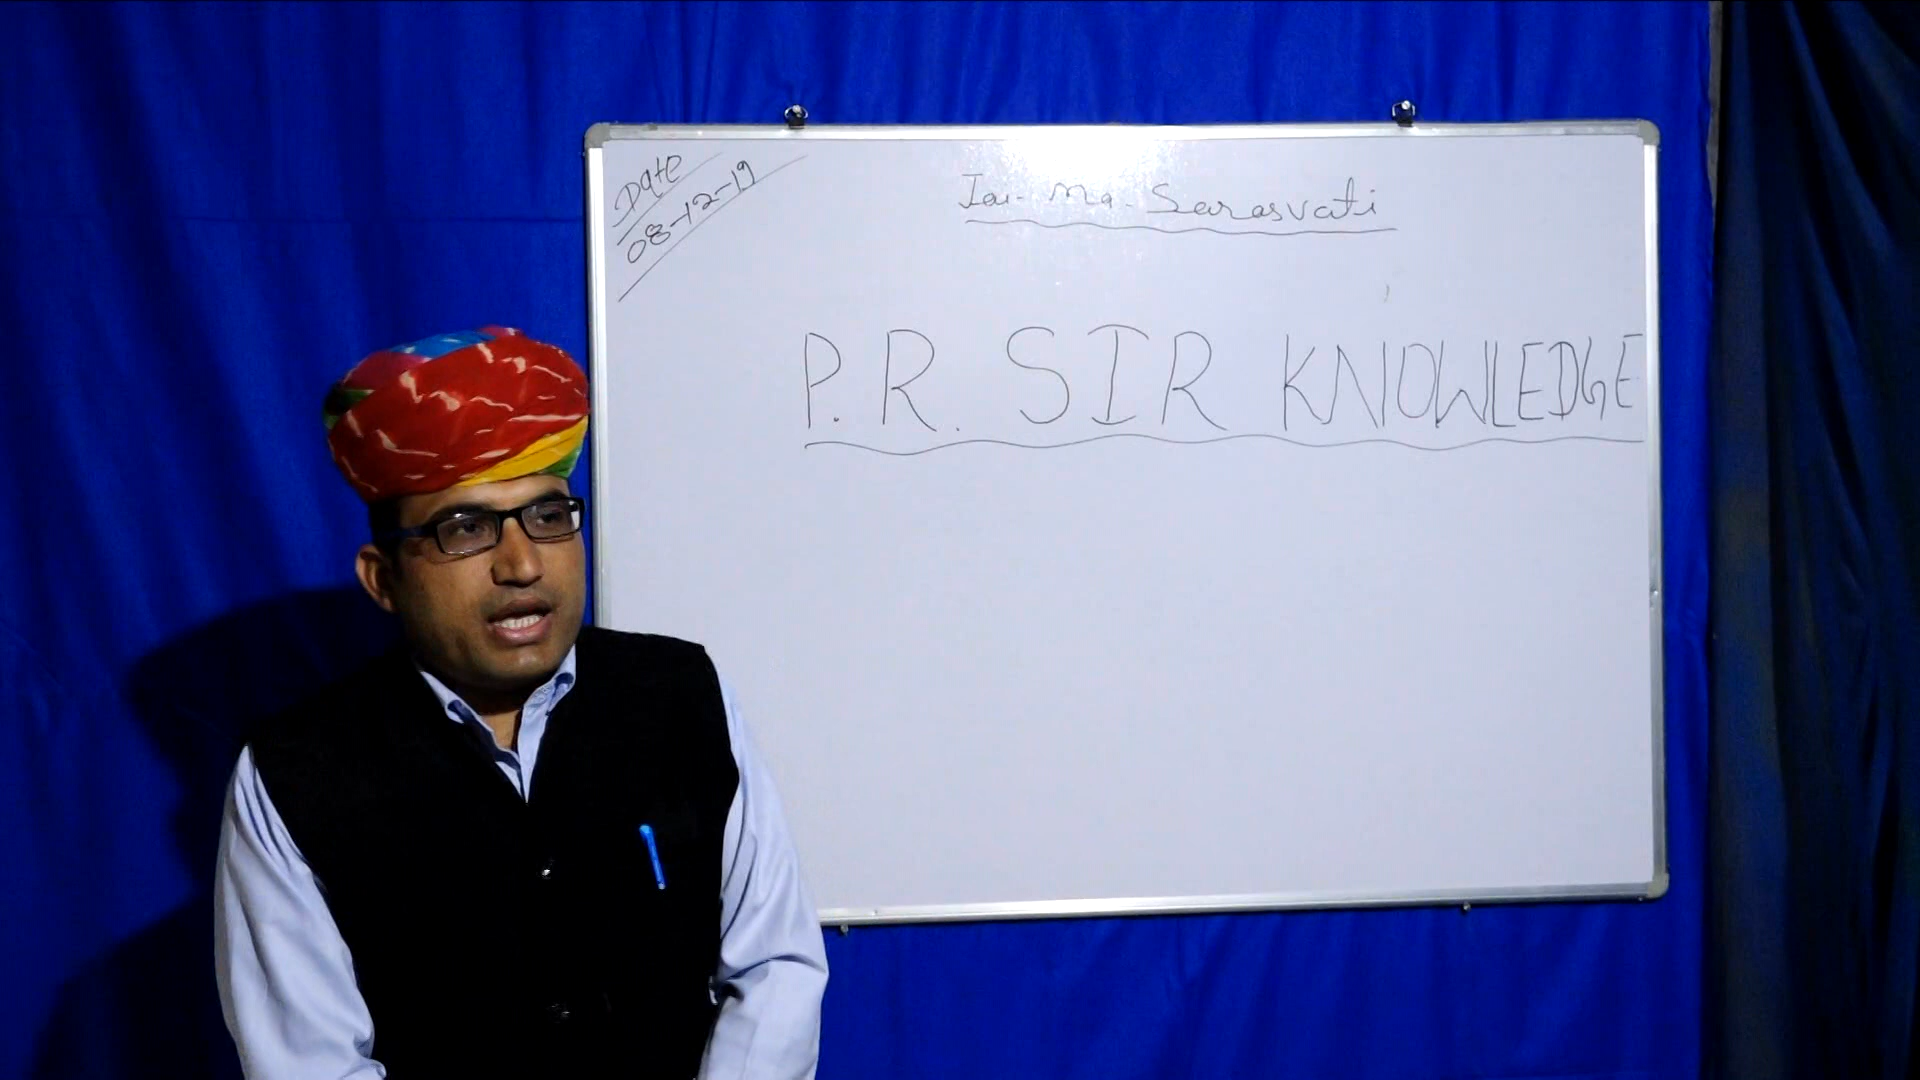 Date
08-12-19
Jai- Ma. Sarasvati
P.R. SIR KNOWLEDGE